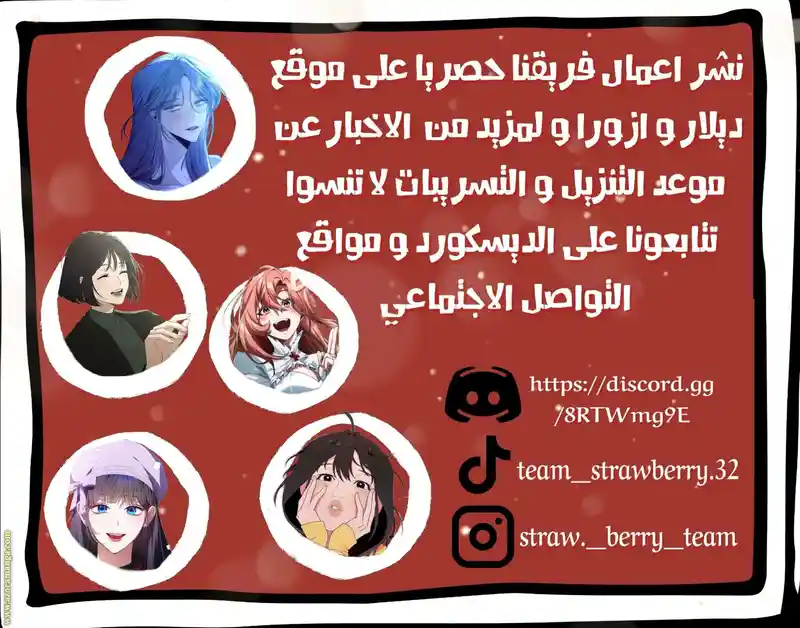 نشر اعمال فريقنا حصريا على موقع
ديلار و ازورا و لمزيد من الاخبار عن
موعد التنزيل و التسريبات لا تنسوا
تتابعونا على الديسكورد و مواقع
التواصل الاجتماعي
https://discord.gg
/8RTWmg9E
team_strawberry.32
straw._berry_team